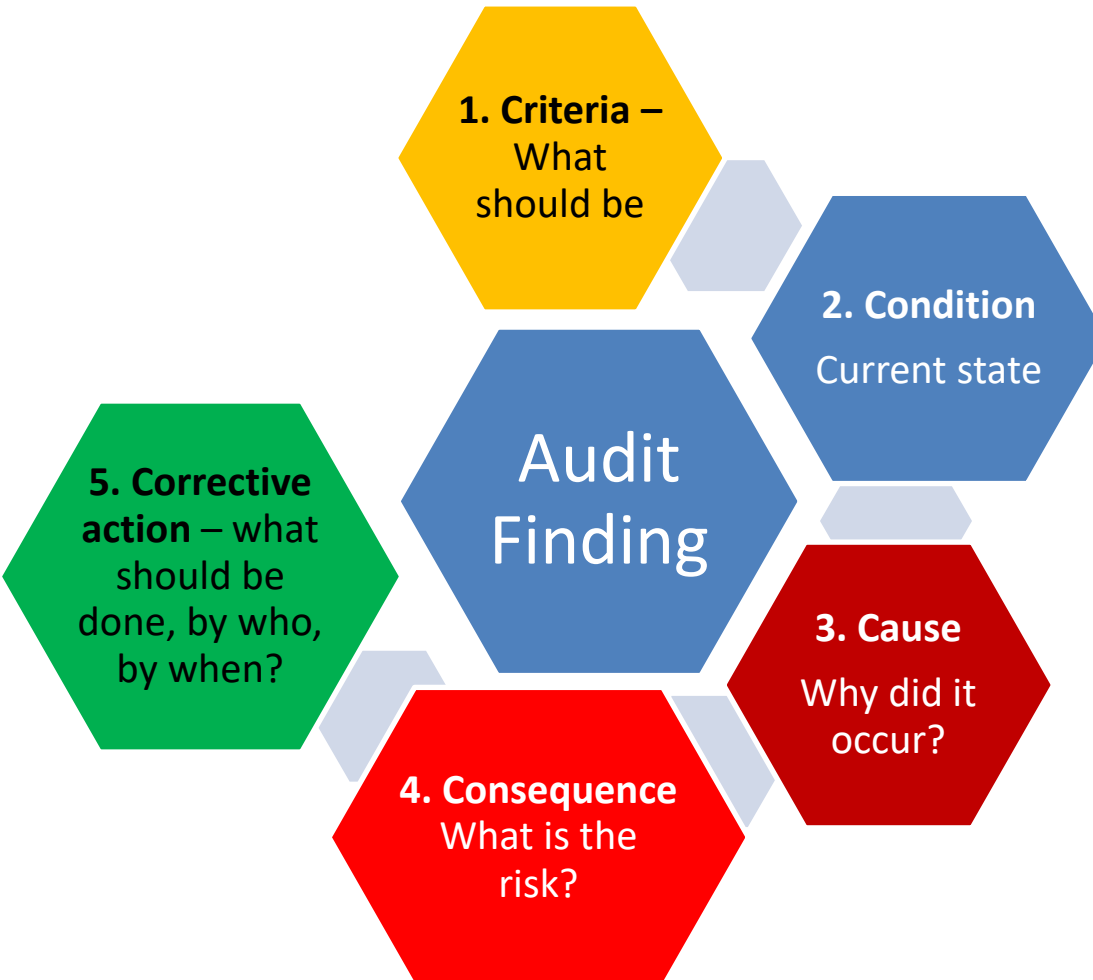 1. Criteria –
What
should be
2. Condition
Current state
Audit
Finding
3. Cause
Why did it
occur?
4. Consequence
What is the
risk?
5. Corrective
action – what
should be
done, by who,
by when?